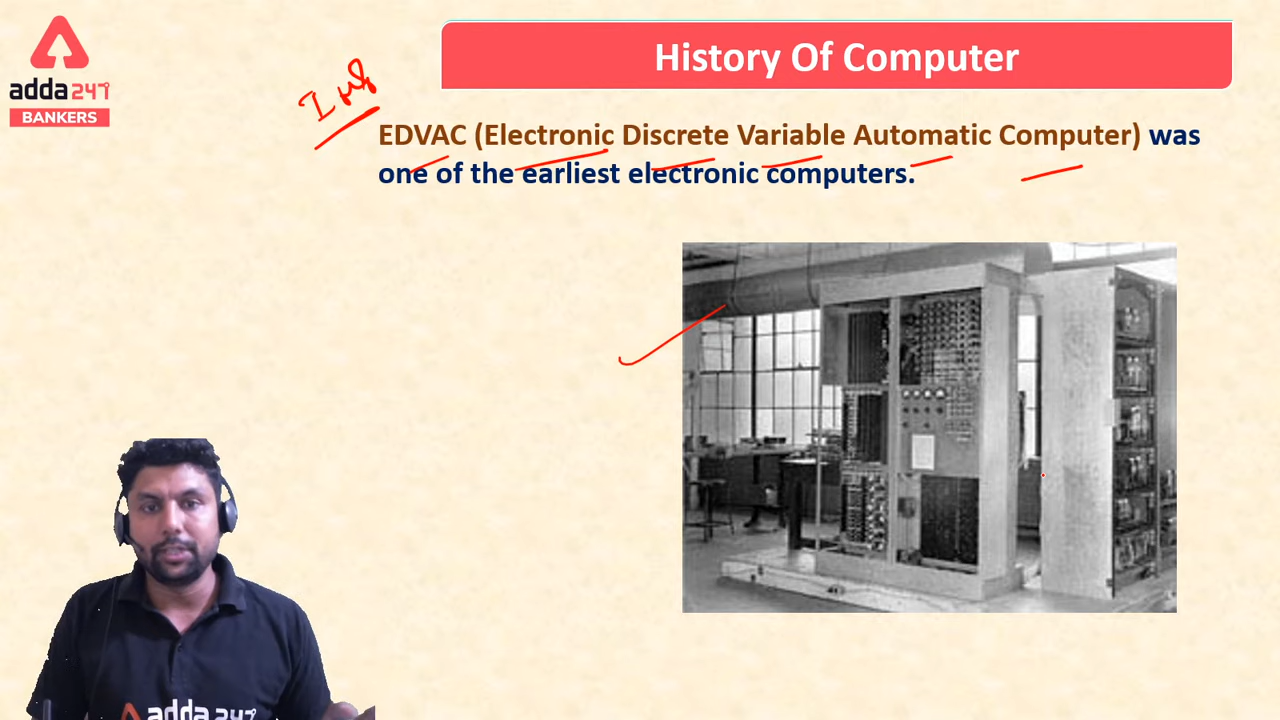 adda247
BANKERS
History Of Computer
EDVAC (Electronic Discrete Variable Automatic Computer) was
one of the earliest electronic computers.
adda247